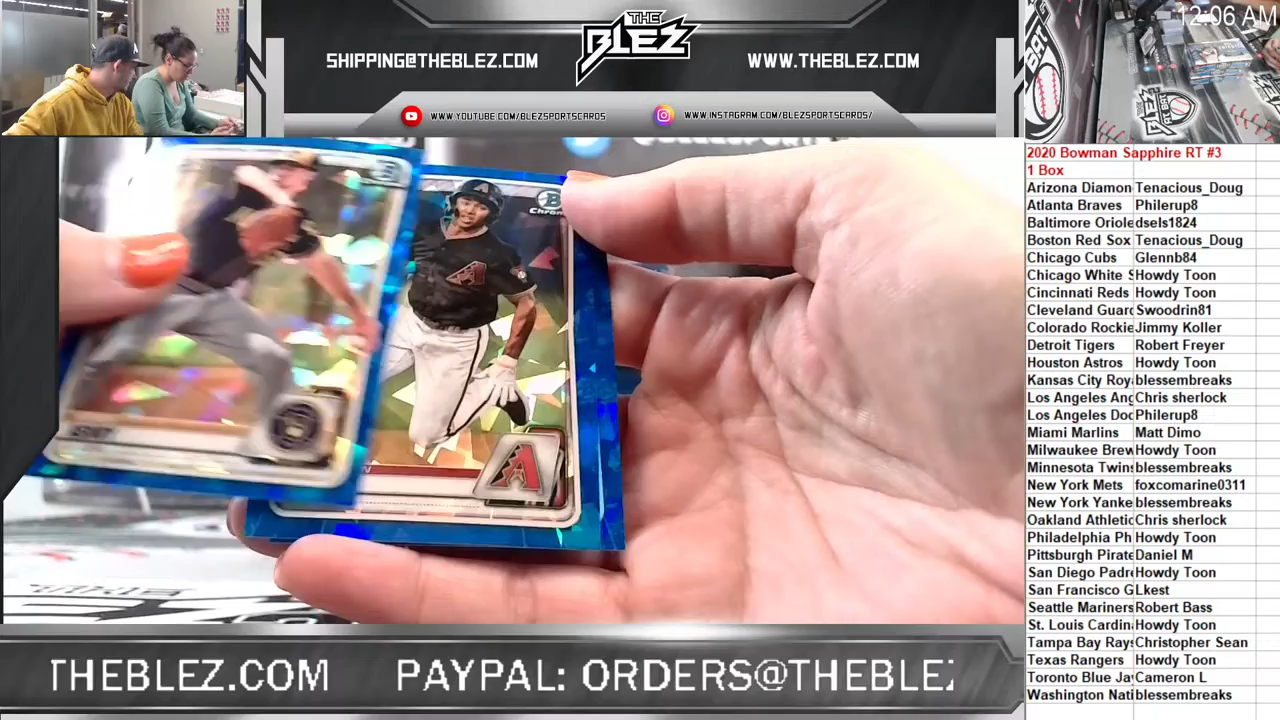 12:06 AM
THE
BLEZ
SHIPPING@THEBLEZ.COM
WWW.THEBLEZ.COM
WWW.YOUTUBE.COM/BLEZSPORTSCARDS
WWW.INSTAGRAM.COM/BLEZSPORTSCARDS/
2020 Bowman Sapphire RT #3
1 Box
Arizona Diamon Tenacious_Doug
Atlanta Braves Philerup8
Baltimore Oriole dsels1824
Boston Red Sox Tenacious_Doug
Chicago Cubs Glennb84
Chicago White S Howdy Toon
Cincinnati Reds Howdy Toon
Cleveland Guard Swoodrin81
Colorado Rockie Jimmy Koller
Detroit Tigers Robert Freyer
Houston Astros Howdy Toon
Kansas City Roy blessembreaks
Los Angeles Ang Chris sherlock
Los Angeles Dod Philerup8
Miami Marlins Matt Dimo
Milwaukee Brew Howdy Toon
Minnesota Twins blessembreaks
New York Mets foxcomarine0311
New York Yanke blessembreaks
Oakland Athletic Chris sherlock
Philadelphia Ph Howdy Toon
Pittsburgh Pirate Daniel M
San Diego Padre Howdy Toon
San Francisco G Lkest
Seattle Mariners Robert Bass
St. Louis Cardin Howdy Toon
Tampa Bay Rays Christopher Sean
Texas Rangers Howdy Toon
Toronto Blue Jay Cameron L
Washington Nati blessembreaks
B
Chrom
A
THEBLEZ.COM PAYPAL: ORDERS@THEBLEZ